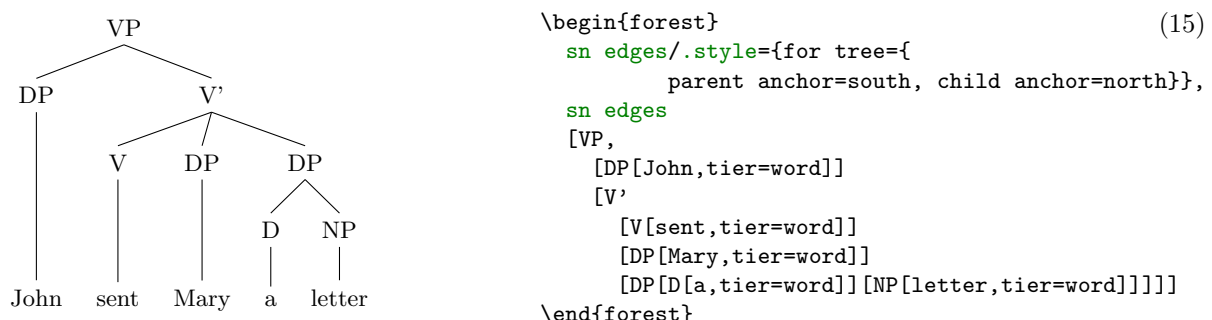 VP
DP V'
V DP DP
D NP
John sent Mary a letter
\begin{forest} (15)
sn edges/.style={for tree={
parent anchor=south, child anchor=north}},
sn edges
[VP,
[DP[John,tier=word]]
[V'
[V[sent,tier=word]]
[DP[Mary,tier=word]]
[DP[D[a,tier=word]][NP[letter,tier=word]]]]]
\end{forest}